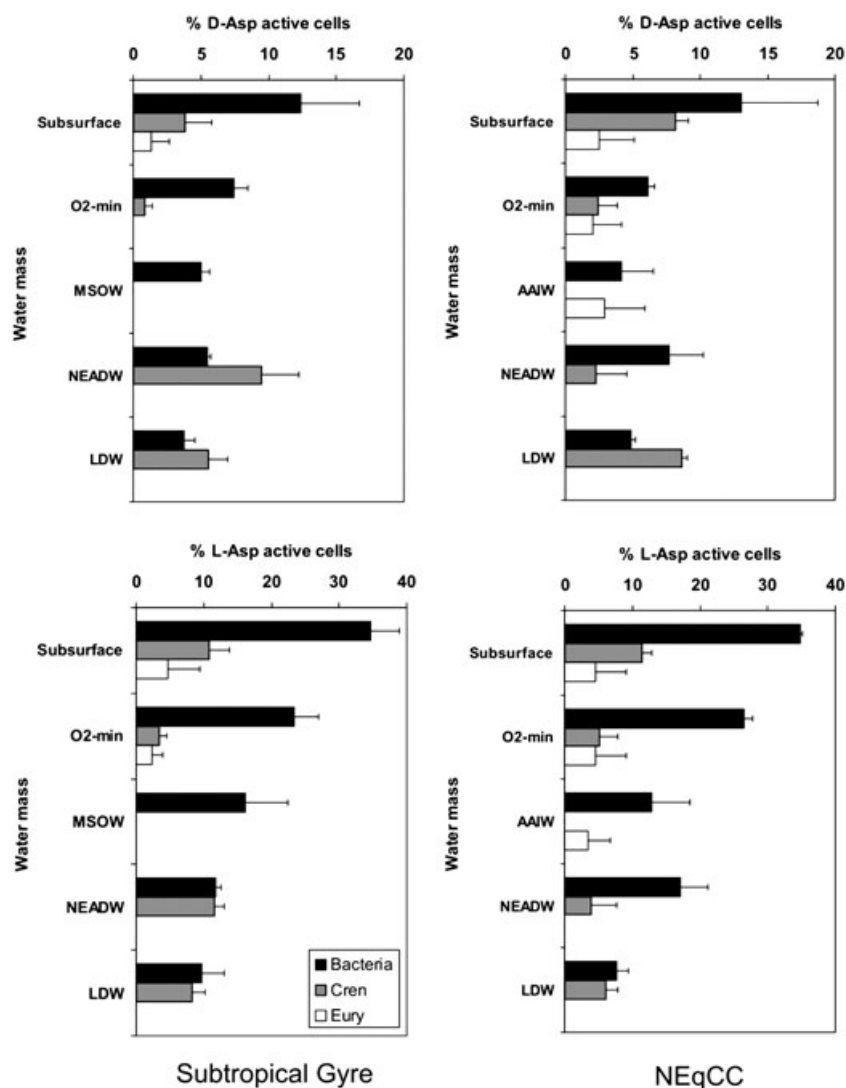 % D-Asp active cells
0 5 10 15 20
Subsurface
O2-min
MSOW
NEADW
LDW
Water mass
% D-Asp active cells
0 5 10 15 20
Subsurface
O2-min
AAIW
NEADW
LDW
Water mass
% L-Asp active cells
0 10 20 30 40
Subsurface
O2-min
MSOW
NEADW
LDW
Water mass
Bacteria
Cren
Eury
Subtropical Gyre
% L-Asp active cells
0 10 20 30 40
Subsurface
O2-min
AAIW
NEADW
LDW
Water mass
NEqCC